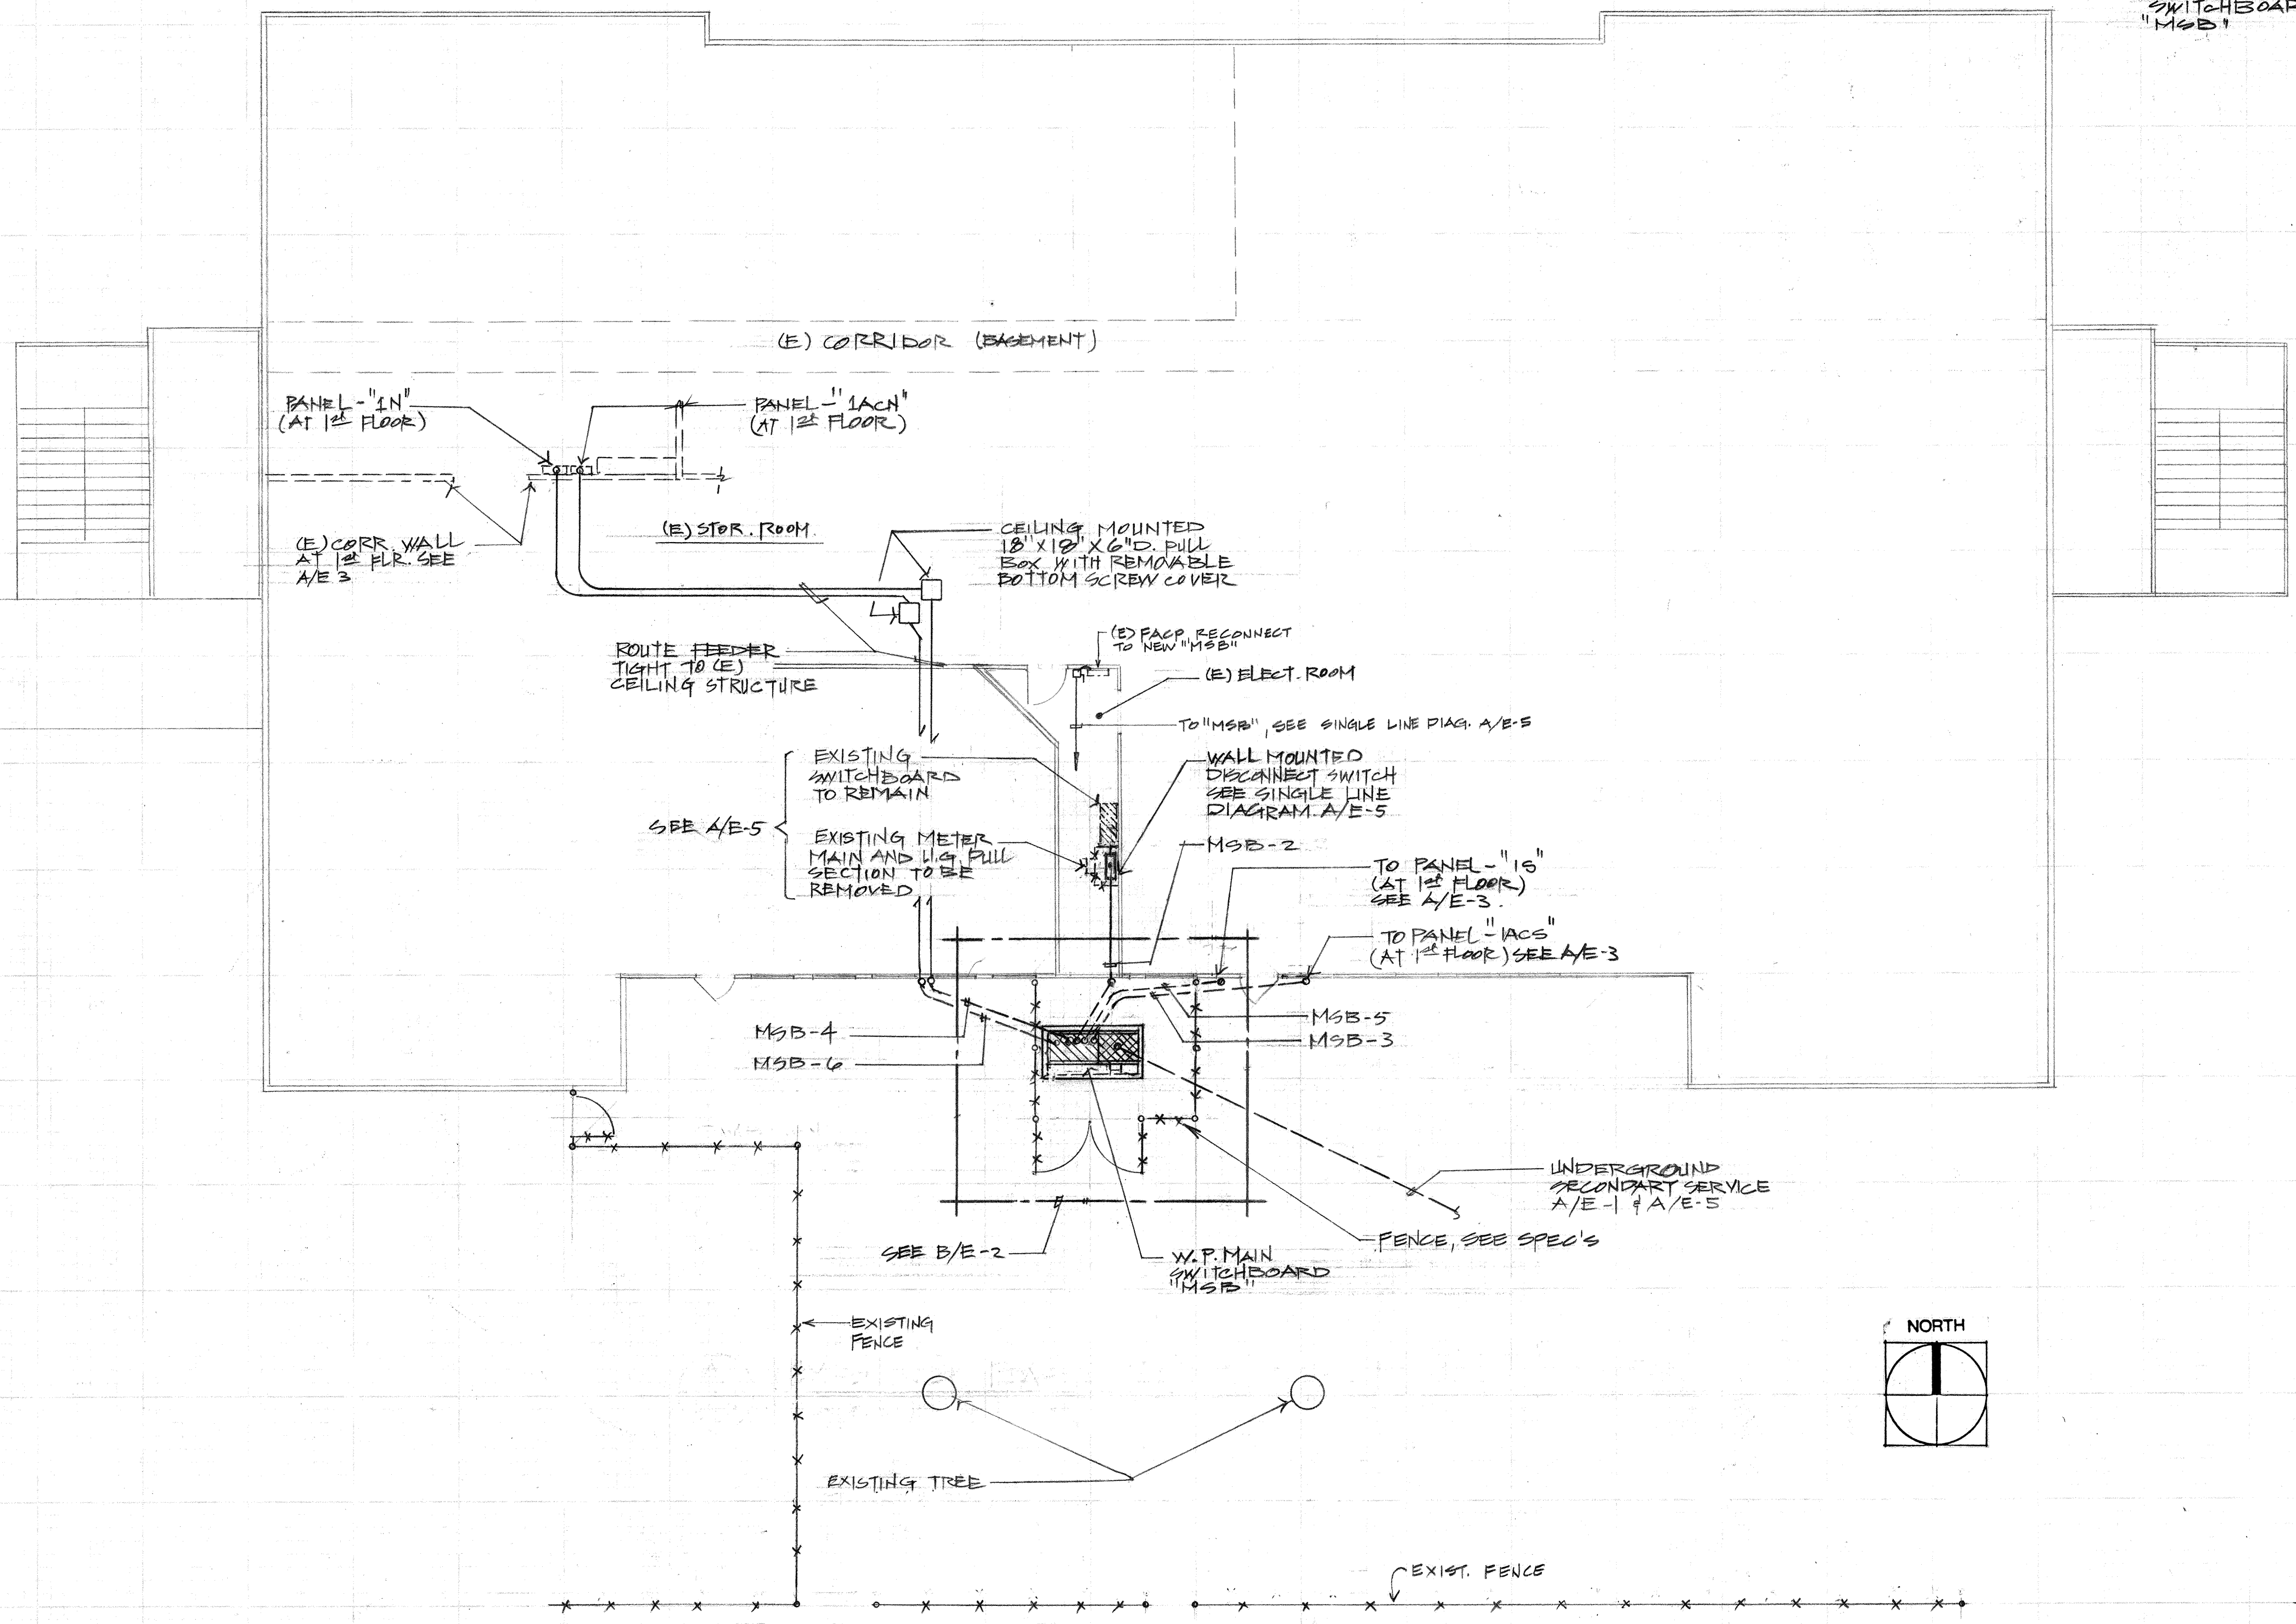 SWITCHBOAR
"MSB"
(E) CORRIDOR (BASEMENT)
PANEL-"1N"
(AT 1st FLOOR)
PANEL-"1ACN"
(AT 1st FLOOR)
(E) CORR. WALL
AT 1st FLR. SEE
A/E 3
(E) STOR. ROOM.
CEILING MOUNTED
18"X18"X6"D. PULL
BOX WITH REMOVABLE
BOTTOM SCREW COVER
ROUTE FEEDER
TIGHT TO (E)
CEILING STRUCTURE
(E) FACP, RECONNECT
TO NEW "MSB"
(E) ELECT. ROOM
TO "MSB", SEE SINGLE LINE DIAG. A/E-5
EXISTING
SWITCHBOARD
TO REMAIN
SEE A/E-5
EXISTING METER
MAIN AND U.G. PULL
SECTION TO BE
REMOVED
WALL MOUNTED
DISCONNECT SWITCH
SEE SINGLE LINE
DIAGRAM. A/E-5
MSB-2
TO PANEL-"1S"
(AT 1st FLOOR)
SEE A/E-3.
TO PANEL-"1ACS"
(AT 1st FLOOR) SEE A/E-3
MSB-4
MSB-6
MSB-5
MSB-3
UNDERGROUND
SECONDART SERVICE
A/E-1 & A/E-5
FENCE, SEE SPEC'S
SEE B/E-2
W.P. MAIN
SWITCHBOARD
"MSB"
EXISTING
FENCE
NORTH
EXISTING TREE
EXIST. FENCE